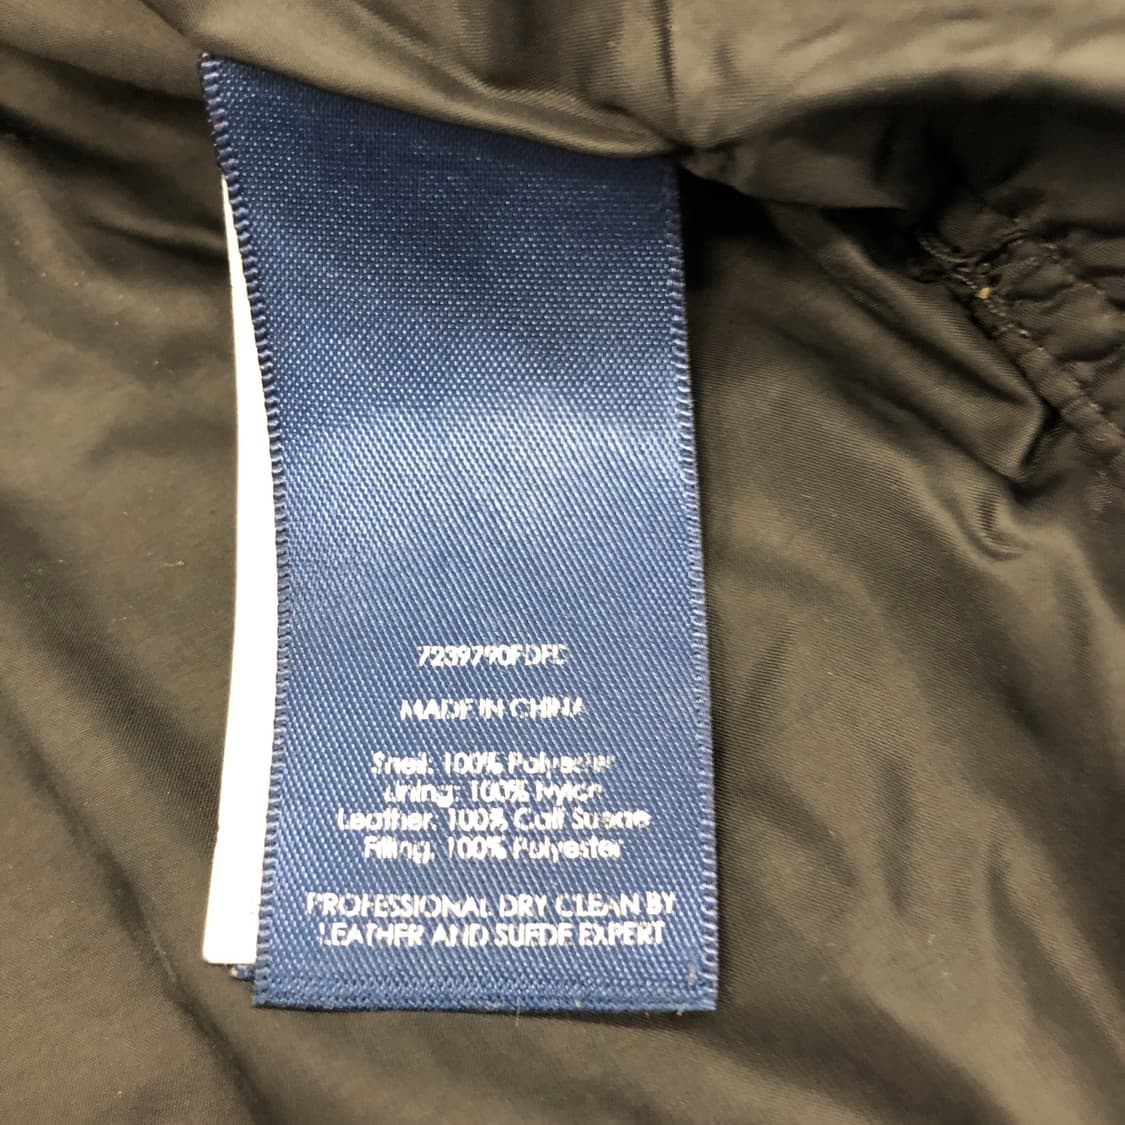 7239790FDFC
MADE IN CHINA
Shell: 100% Polyester
Lining: 100% Nylon
Leather: 100% Calf Suede
Filling: 100% Polyester
PROFESSIONAL DRY CLEAN BY
LEATHER AND SUEDE EXPERT